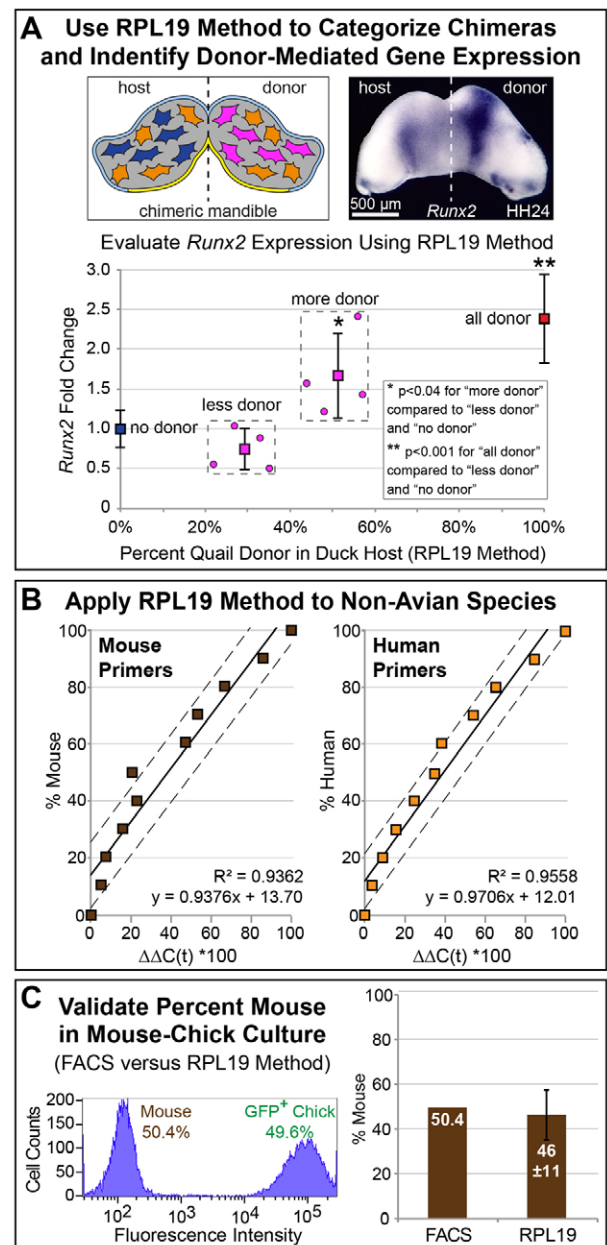 A Use RPL19 Method to Categorize Chimeras
and Indentify Donor-Mediated Gene Expression
host donor
chimeric mandible
host donor
500 µm Runx2 HH24
Evaluate Runx2 Expression Using RPL19 Method
Runx2 Fold Change
3.0
2.5
2.0
1.5
1.0
0.5
0
**
more donor
*
all donor
less donor
no donor
* p<0.04 for "more donor"
compared to "less donor"
and "no donor"
** p<0.001 for "all donor"
compared to "less donor"
and "no donor"
0% 20% 40% 60% 80% 100%
Percent Quail Donor in Duck Host (RPL19 Method)
B Apply RPL19 Method to Non-Avian Species
Mouse
Primers
% Mouse
100
80
60
40
20
0
R² = 0.9362
y = 0.9376x + 13.70
0 20 40 60 80 100
ΔΔC(t) *100
Human
Primers
% Human
100
80
60
40
20
0
R² = 0.9558
y = 0.9706x + 12.01
0 20 40 60 80 100
ΔΔC(t) *100
C Validate Percent Mouse
in Mouse-Chick Culture
(FACS versus RPL19 Method)
Cell Counts
200
150
100
50
0
Mouse
50.4%
GFP⁺ Chick
49.6%
10² 10³ 10⁴ 10⁵
Fluorescence Intensity
% Mouse
100
80
60
40
20
0
50.4
46
±11
FACS RPL19